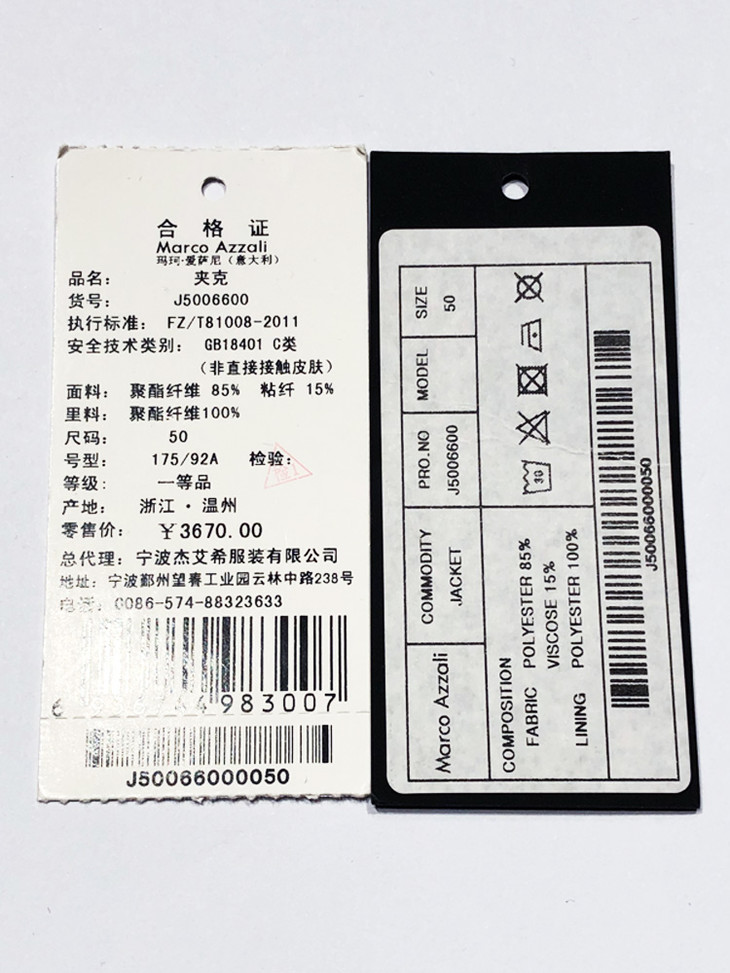 合格证
Marco Azzali
玛珂·爱萨尼（意大利）
品名： 夹克
货号： J5006600
执行标准： FZ/T81008-2011
安全技术类别： GB18401 C类
（非直接接触皮肤）
面料： 聚酯纤维 85% 粘纤 15%
里料： 聚酯纤维100%
尺码： 50
号型： 175/92A 检验：
等级： 一等品
产地： 浙江·温州
零售价： ￥3670.00
总代理：宁波杰艾希服装有限公司
地址：宁波鄞州望春工业园云林中路238号
电话：0086-574-88323633
983007
J50066000050
Marco Azzali
COMMODITY
JACKET
PRO.NO
J5006600
MODEL
SIZE
50
COMPOSITION
FABRIC POLYESTER 85%
VISCOSE 15%
LINING POLYESTER 100%
30
J50066000050